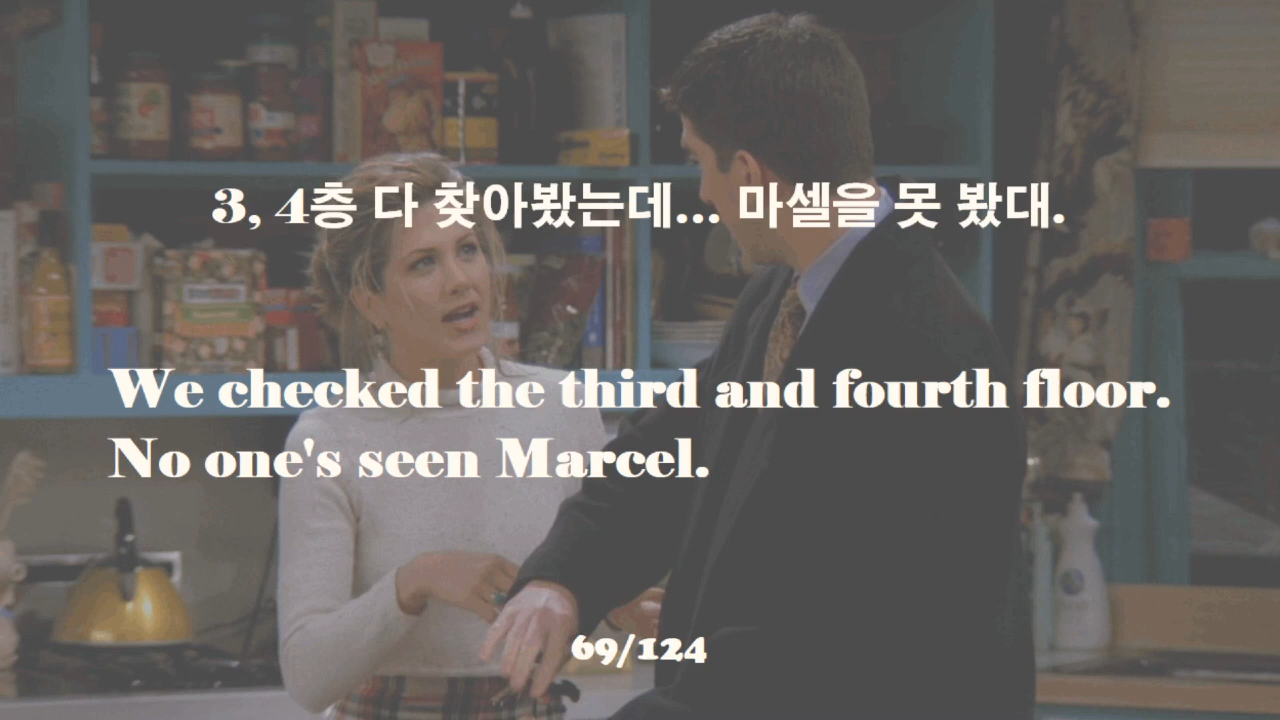 3, 4층 다 찾아봤는데... 마셀을 못 봤대.
We checked the third and fourth floor.
No one's seen Marcel.
69/124